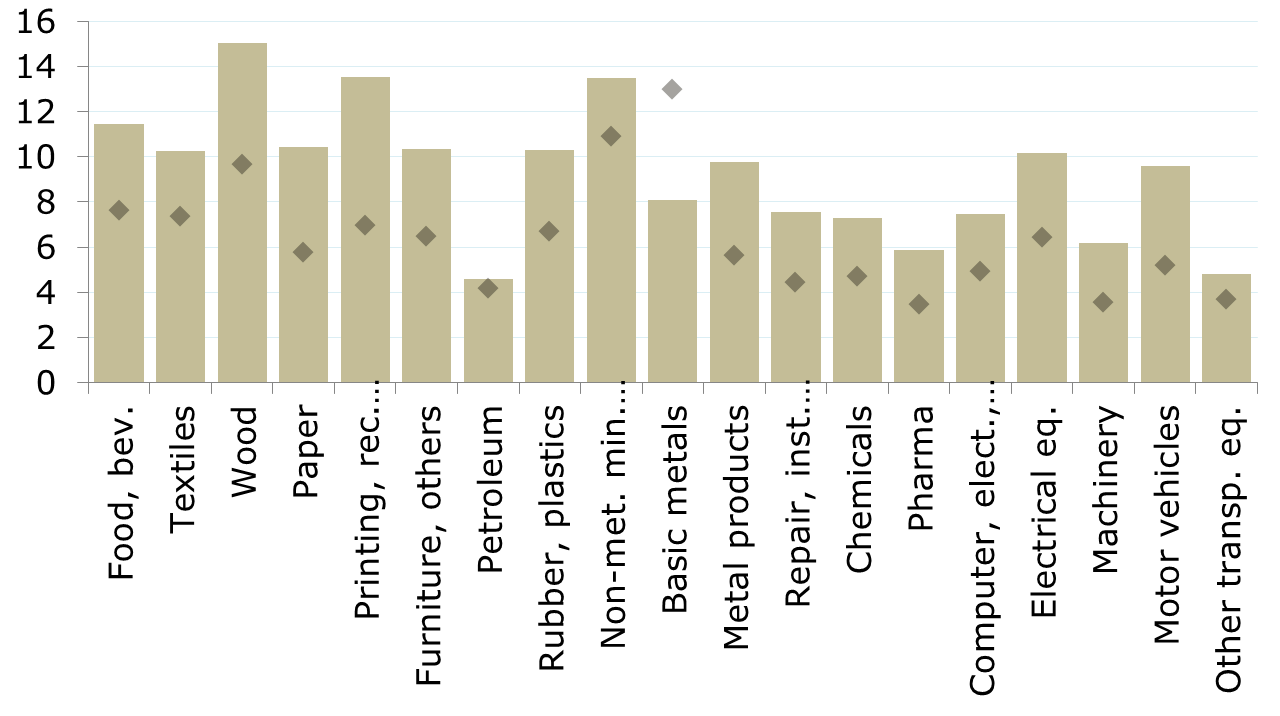 16
14
12
10
8
6
4
2
0
Food, bev.
Textiles
Wood
Paper
Printing, rec.…
Furniture, others
Petroleum
Rubber, plastics
Non-met. min.…
Basic metals
Metal products
Repair, inst.…
Chemicals
Pharma
Computer, elect.,…
Electrical eq.
Machinery
Motor vehicles
Other transp. eq.